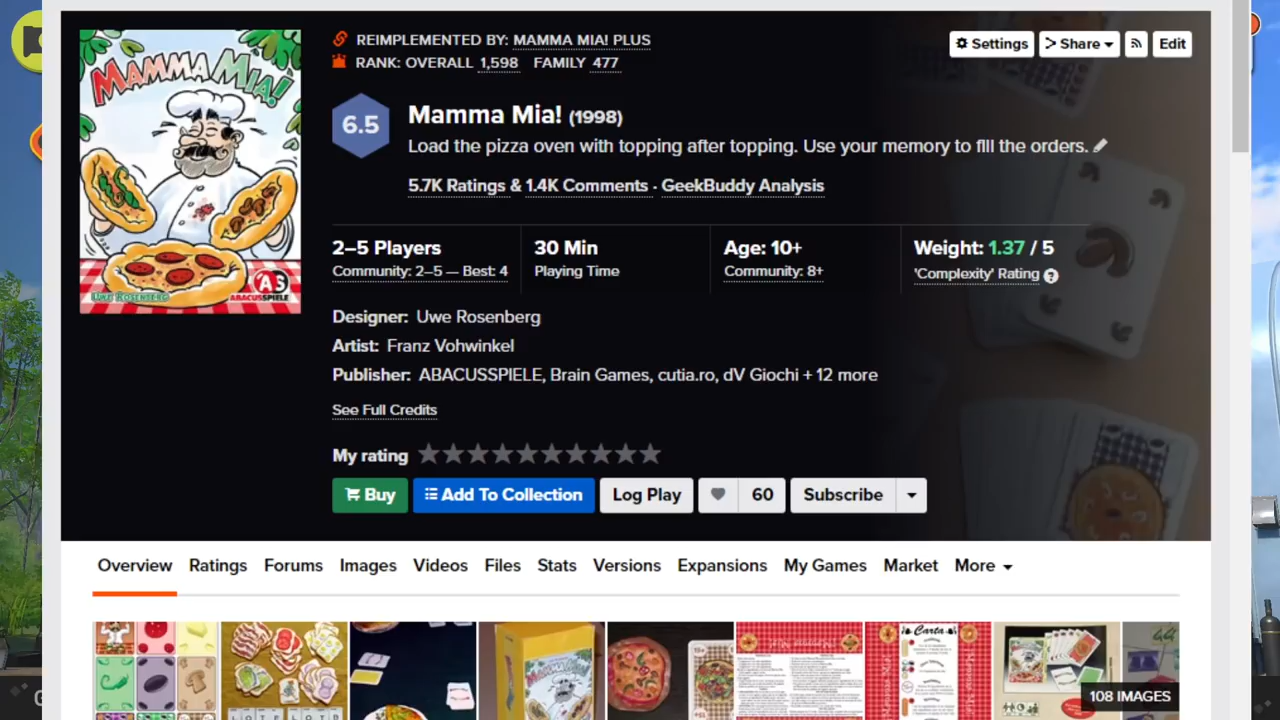 REIMPLEMENTED BY: MAMMA MIA! PLUS
RANK: OVERALL 1,598 FAMILY 477
Settings
Share
Edit
MAMMA MIA!
UWE ROSENBERG
ABACUSSPIELE
6.5
Mamma Mia! (1998)
Load the pizza oven with topping after topping. Use your memory to fill the orders.
5.7K Ratings & 1.4K Comments · GeekBuddy Analysis
2–5 Players
Community: 2–5 — Best: 4
30 Min
Playing Time
Age: 10+
Community: 8+
Weight: 1.37 / 5
'Complexity' Rating ?
Designer: Uwe Rosenberg
Artist: Franz Vohwinkel
Publisher: ABACUSSPIELE, Brain Games, cutia.ro, dV Giochi + 12 more
See Full Credits
My rating
Buy
Add To Collection
Log Play
60
Subscribe
Overview Ratings Forums Images Videos Files Stats Versions Expansions My Games Market More
Carta
108 IMAGES